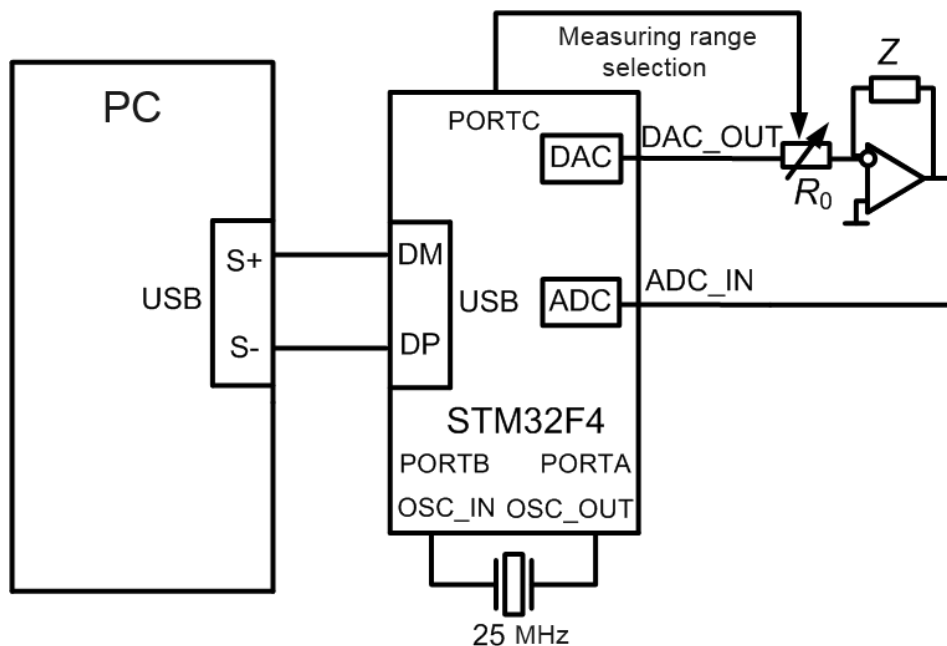 Measuring range
selection
Z
PC
PORTC
DAC
DAC_OUT
R0
S+
DM
ADC_IN
USB
USB
ADC
S-
DP
STM32F4
PORTB
PORTA
OSC_IN
OSC_OUT
25 MHz